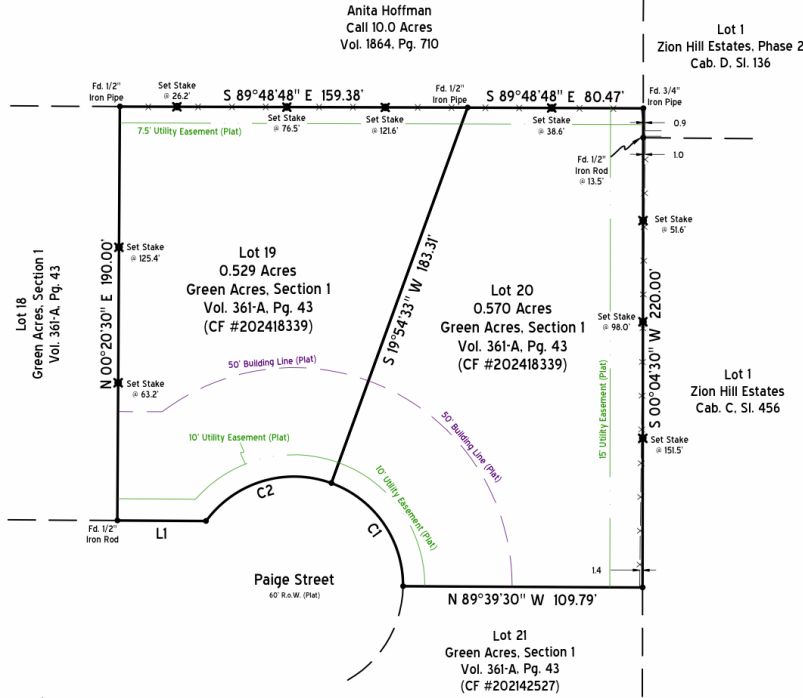 Anita Hoffman
Call 10.0 Acres
Vol. 1864, Pg. 710
Lot 1
Zion Hill Estates, Phase 2
Cab. D, Sl. 136
Fd. 1/2"
Iron Pipe
Set Stake
@ 26.2'
S 89°48'48" E 159.38'
Fd. 1/2"
Iron Pipe
S 89°48'48" E 80.47'
Fd. 3/4"
Iron Pipe
7.5' Utility Easement (Plat)
Set Stake
@ 76.5'
Set Stake
@ 121.6'
Set Stake
@ 38.6'
0.9
1.0
Fd. 1/2"
Iron Rod
@ 13.5'
Set Stake
@ 51.6'
Set Stake
@ 125.4'
N 00°20'30" E 190.00'
Lot 18
Green Acres, Section 1
Vol. 361-A, Pg. 43
Lot 19
0.529 Acres
Green Acres, Section 1
Vol. 361-A, Pg. 43
(CF #202418339)
S 19°54'33" W 183.31'
Lot 20
0.570 Acres
Green Acres, Section 1
Vol. 361-A, Pg. 43
(CF #202418339)
Set Stake
@ 98.0'
S 00°04'30" W 220.00'
Lot 1
Zion Hill Estates
Cab. C, Sl. 456
50' Building Line (Plat)
Set Stake
@ 63.2'
50' Building Line (Plat)
15' Utility Easement (Plat)
Set Stake
@ 151.5'
10' Utility Easement (Plat)
10' Utility Easement (Plat)
C2
C1
Fd. 1/2"
Iron Rod
L1
Paige Street
60' R.o.W. (Plat)
1.4
N 89°39'30" W 109.79'
Lot 21
Green Acres, Section 1
Vol. 361-A, Pg. 43
(CF #202142527)